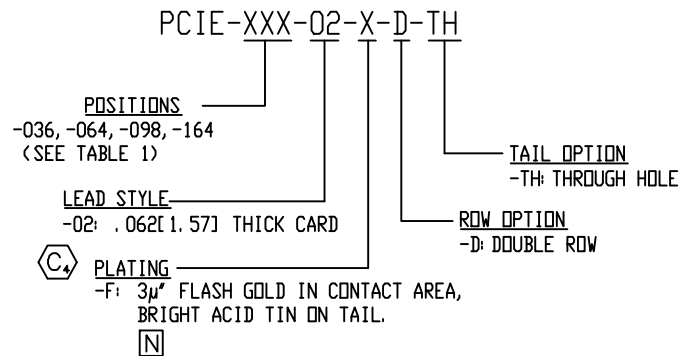 PCIE-XXX-02-X-D-TH
POSITIONS
-036, -064, -098, -164
(SEE TABLE 1)
TAIL OPTION
-TH: THROUGH HOLE
LEAD STYLE
-02: .062[1.57] THICK CARD
ROW OPTION
-D: DOUBLE ROW
C4
PLATING
-F: 3µ" FLASH GOLD IN CONTACT AREA,
BRIGHT ACID TIN ON TAIL.
N